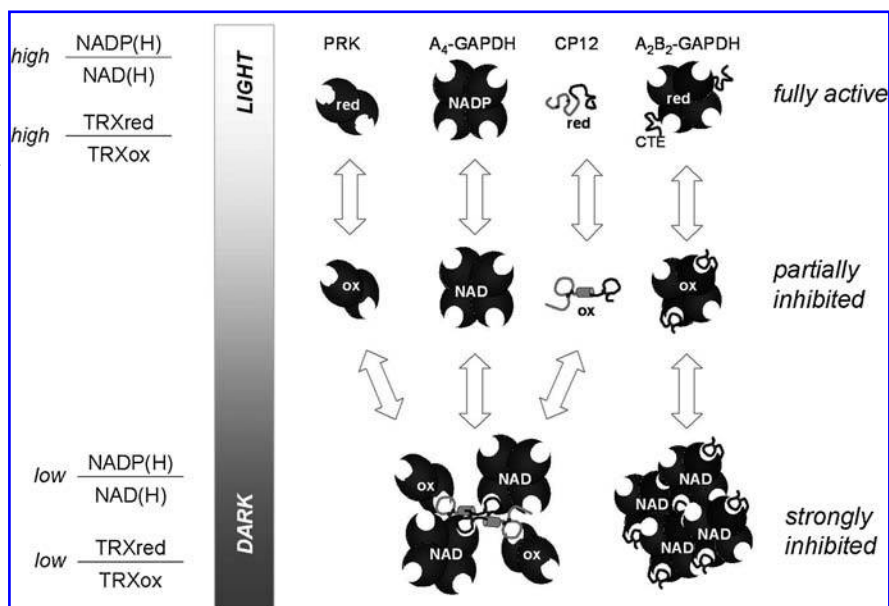 PRK A₄-GAPDH CP12 A₂B₂-GAPDH
high NADP(H)
NAD(H)
LIGHT
red NADP red red
CTE
fully active
high TRXred
TRXox
ox NAD ox ox
partially
inhibited
low NADP(H)
NAD(H)
DARK
ox NAD
NAD ox
NAD
NAD NAD
NAD
strongly
inhibited
low TRXred
TRXox